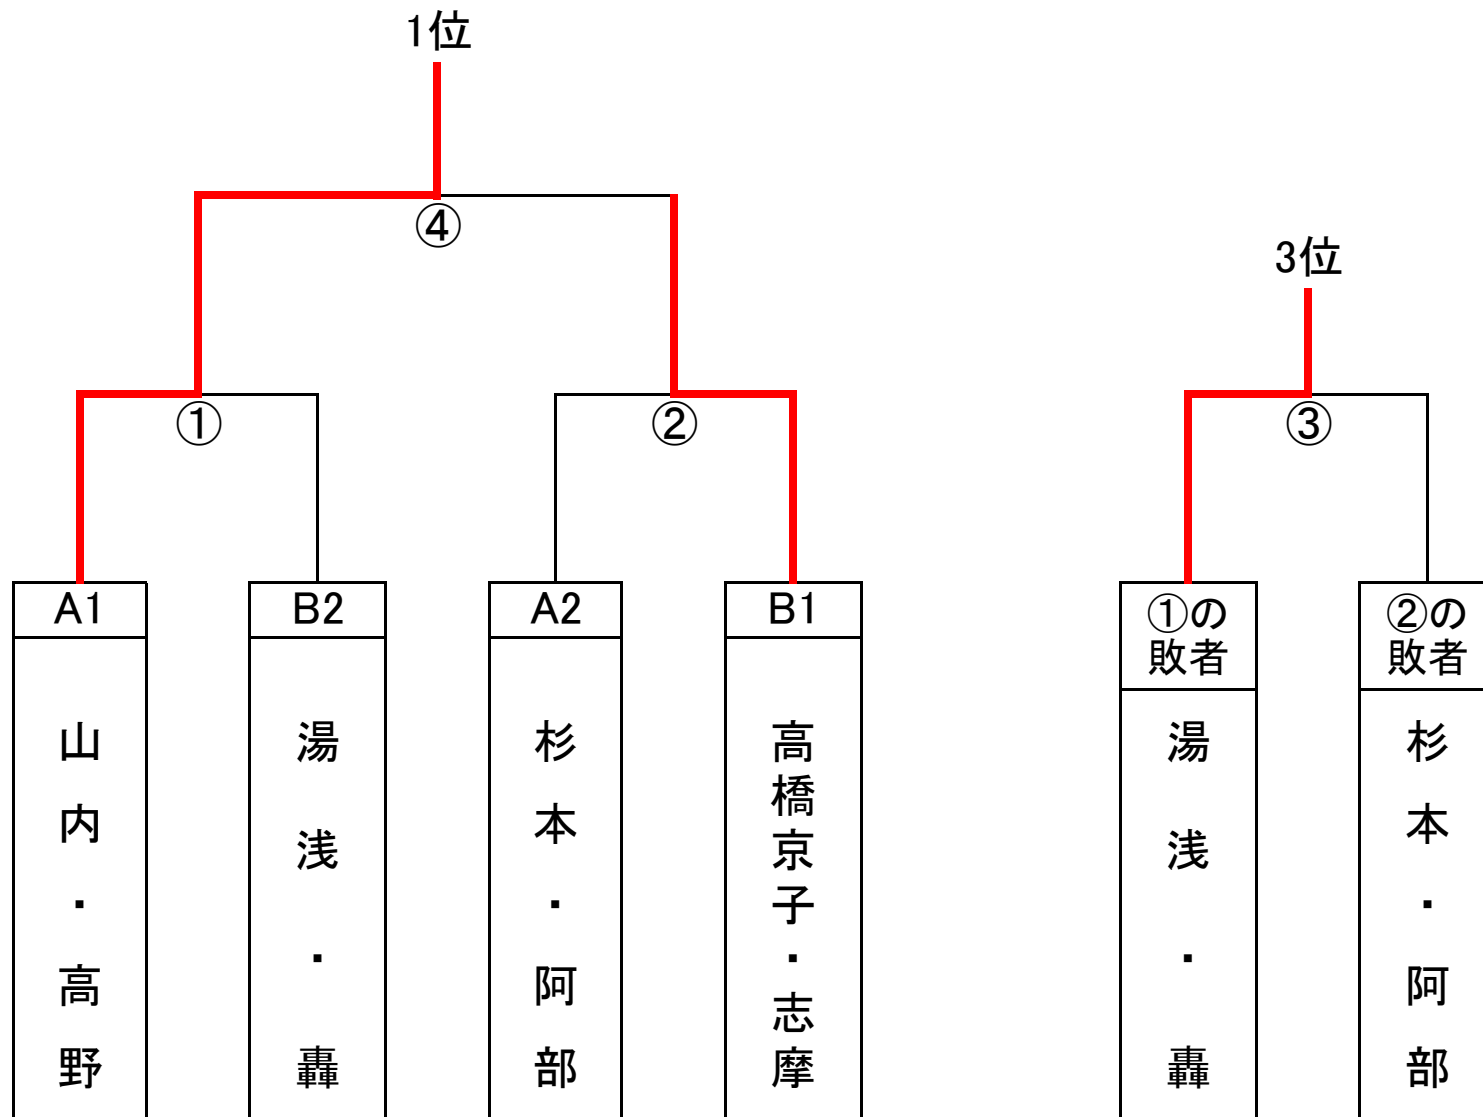 1位
④
3位
①
②
③
A1
B2
A2
B1
①の
敗者
②の
敗者
山内・高野
湯浅・轟
杉本・阿部
高橋京子・志摩
湯浅・轟
杉本・阿部